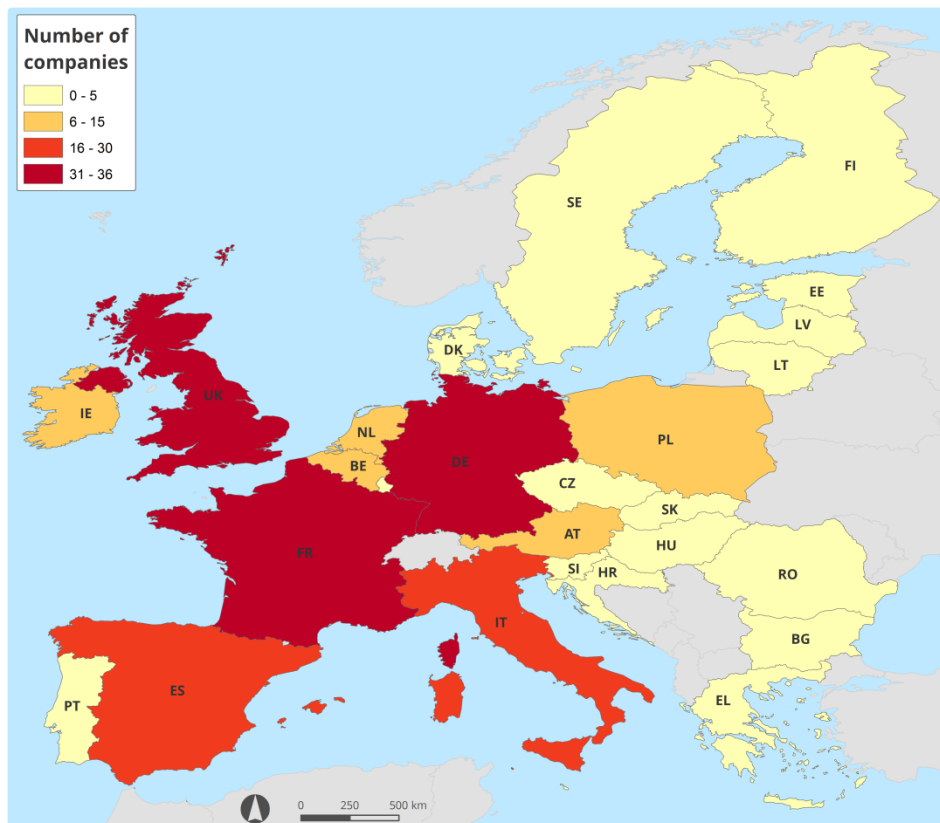 Number of
companies
0 - 5
6 - 15
16 - 30
31 - 36
FI
SE
EE
LV
LT
DK
UK
IE
NL
BE
DE
PL
CZ
SK
AT
HU
FR
SI
HR
RO
IT
BG
ES
PT
EL
0 250 500 km